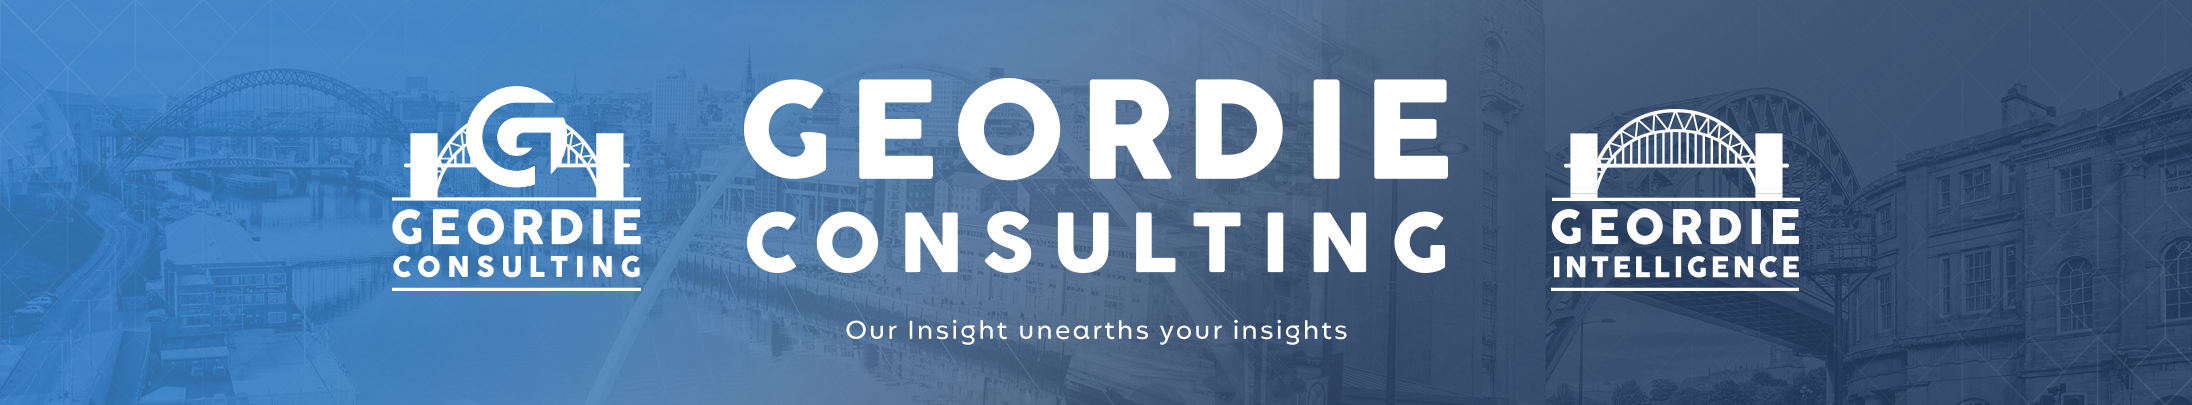 GEORDIE
CONSULTING
GEORDIE
CONSULTING
Our Insight unearths your insights
GEORDIE
INTELLIGENCE